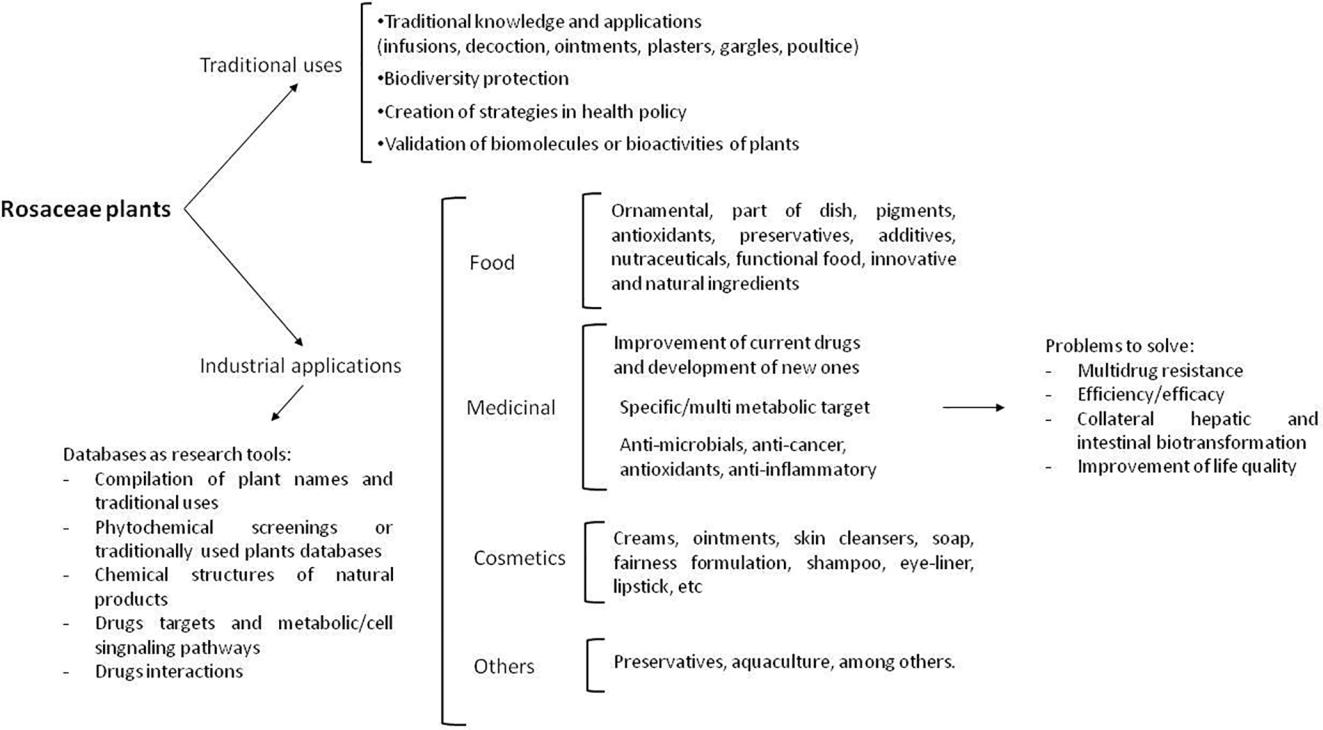 •Traditional knowledge and applications
(infusions, decoction, ointments, plasters, gargles, poultice)
Traditional uses
•Biodiversity protection
•Creation of strategies in health policy
•Validation of biomolecules or bioactivities of plants
Rosaceae plants
Industrial applications
Databases as research tools:
- Compilation of plant names and
traditional uses
- Phytochemical screenings or
traditionally used plants databases
- Chemical structures of natural
products
- Drugs targets and metabolic/cell
singnaling pathways
- Drugs interactions
Food
Ornamental, part of dish, pigments,
antioxidants, preservatives, additives,
nutraceuticals, functional food, innovative
and natural ingredients
Medicinal
Improvement of current drugs
and development of new ones
Specific/multi metabolic target
Anti-microbials, anti-cancer,
antioxidants, anti-inflammatory
Problems to solve:
- Multidrug resistance
- Efficiency/efficacy
- Collateral hepatic and
intestinal biotransformation
- Improvement of life quality
Cosmetics
Creams, ointments, skin cleansers, soap,
fairness formulation, shampoo, eye-liner,
lipstick, etc
Others
Preservatives, aquaculture, among others.